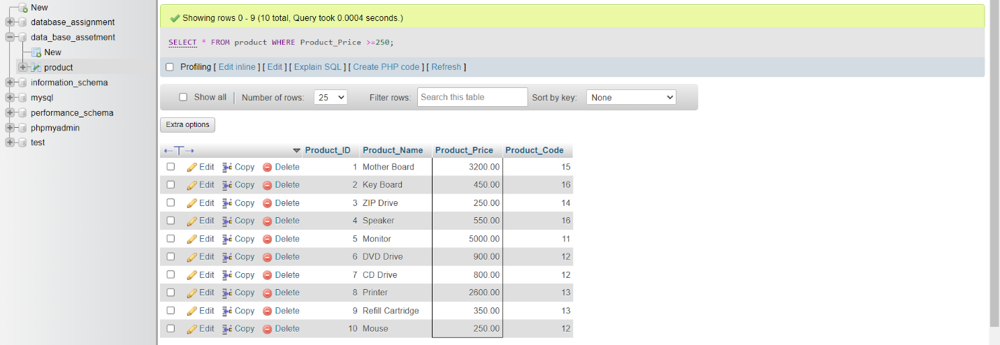 New
database_assignment
data_base_assetment
New
product
information_schema
mysql
performance_schema
phpmyadmin
test
Showing rows 0 - 9 (10 total, Query took 0.0004 seconds.)
SELECT * FROM product WHERE Product_Price >=250;
Profiling [ Edit inline ] [ Edit ] [ Explain SQL ] [ Create PHP code ] [ Refresh ]
Show all Number of rows: 25 Filter rows: Search this table Sort by key: None
Extra options
Product_ID Product_Name Product_Price Product_Code
Edit Copy Delete 1 Mother Board 3200.00 15
Edit Copy Delete 2 Key Board 450.00 16
Edit Copy Delete 3 ZIP Drive 250.00 14
Edit Copy Delete 4 Speaker 550.00 16
Edit Copy Delete 5 Monitor 5000.00 11
Edit Copy Delete 6 DVD Drive 900.00 12
Edit Copy Delete 7 CD Drive 800.00 12
Edit Copy Delete 8 Printer 2600.00 13
Edit Copy Delete 9 Refill Cartridge 350.00 13
Edit Copy Delete 10 Mouse 250.00 12